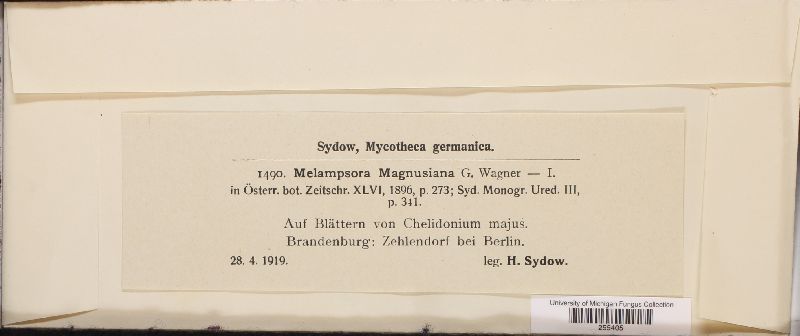 Sydow, Mycotheca germanica.
1490. Melampsora Magnusiana G. Wagner — I.
in Österr. bot. Zeitschr. XLVI, 1896, p. 273; Syd. Monogr. Ured. III,
p. 341.
Auf Blättern von Chelidonium majus.
Brandenburg: Zehlendorf bei Berlin.
28. 4. 1919. leg. H. Sydow.
University of Michigan Fungus Collection
255405